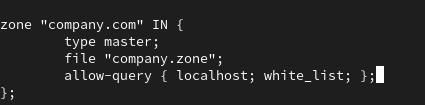 zone "company.com" IN {
        type master;
        file "company.zone";
        allow-query { localhost; white_list; };
};